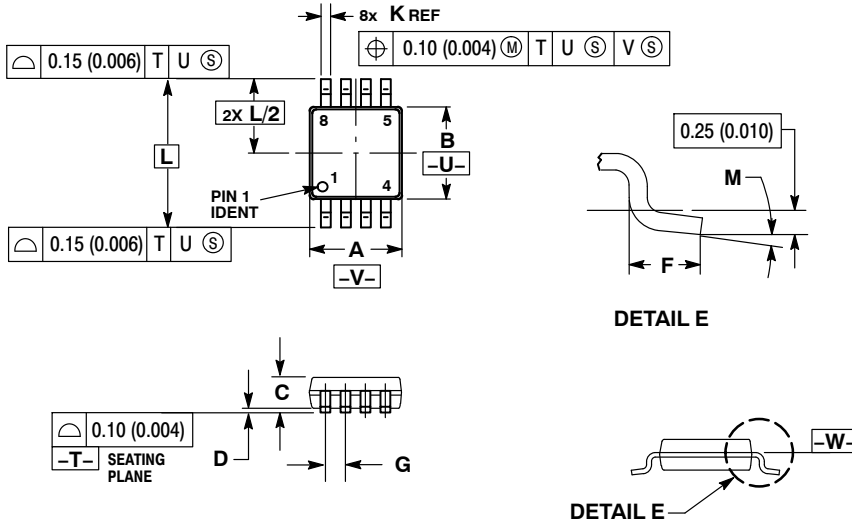 8x K REF
⌖ 0.10 (0.004) Ⓜ T U Ⓢ V Ⓢ
⌓ 0.15 (0.006) T U Ⓢ
2X L/2
8 5
B
–U–
L
1
4
PIN 1
IDENT
⌓ 0.15 (0.006) T U Ⓢ
A
–V–
0.25 (0.010)
M
F
DETAIL E
C
⌓ 0.10 (0.004)
–T– SEATING
PLANE
D
G
–W–
DETAIL E